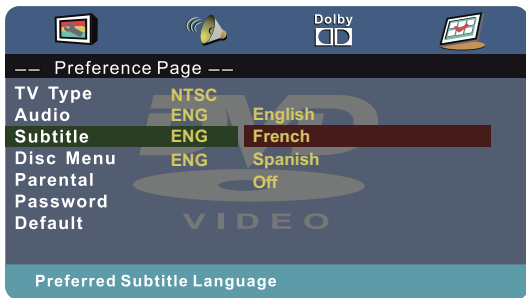 Dolby
-- Preference Page --
TV Type NTSC
Audio ENG English
Subtitle ENG French
Disc Menu ENG Spanish
Parental Off
Password
Default
DVD
VIDEO
Preferred Subtitle Language